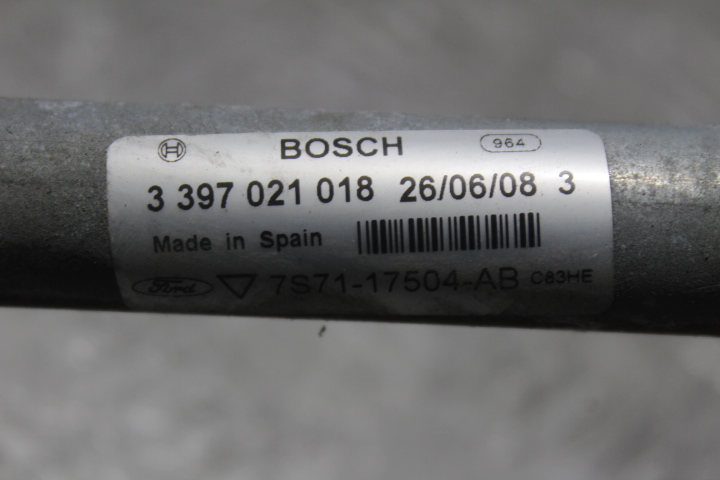 BOSCH 964
3 397 021 018 26/06/08 3
Made in Spain
Ford 7S71-17504-AB C83HE